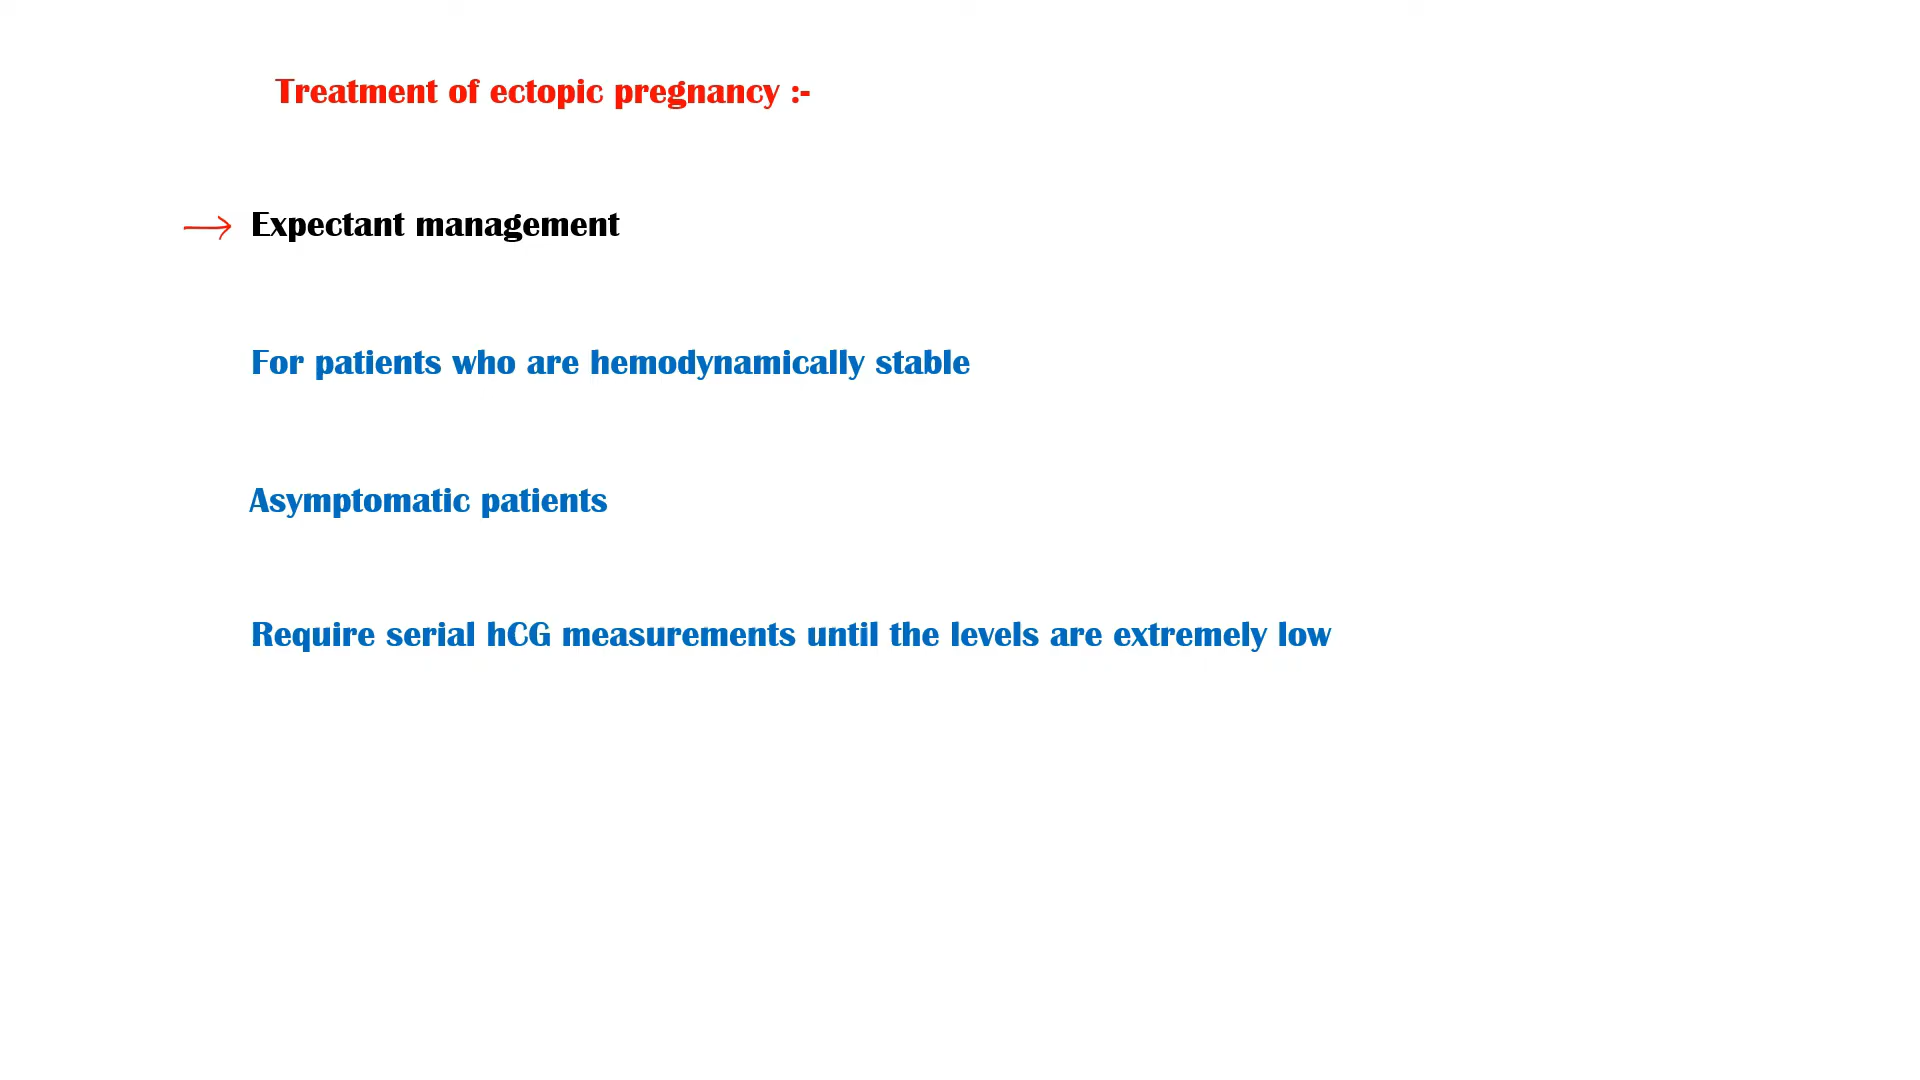 Treatment of ectopic pregnancy :-
Expectant management
For patients who are hemodynamically stable
Asymptomatic patients
Require serial hCG measurements until the levels are extremely low